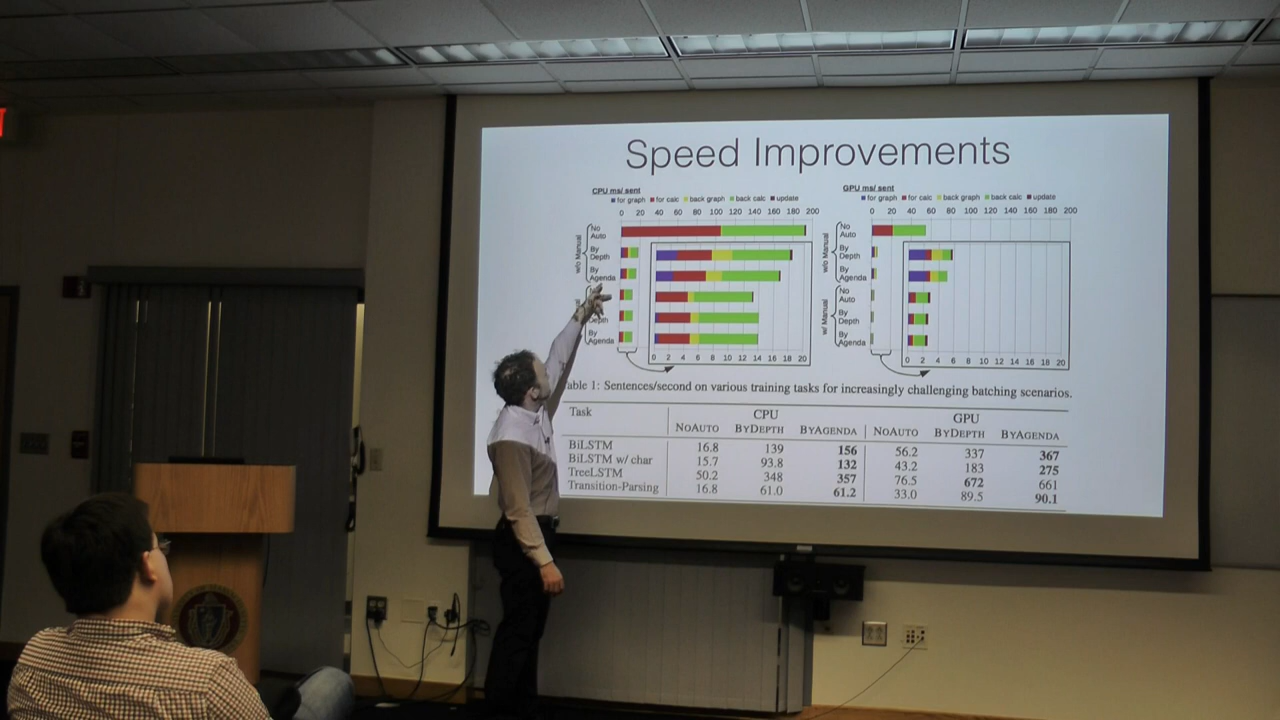 Speed Improvements
CPU ms/ sent
for graph for calc back graph back calc update
0 20 40 60 80 100 120 140 160 180 200
w/o Manual
No Auto
By Depth
By Agenda
Depth
By Agenda
0 2 4 6 8 10 12 14 16 18 20
GPU ms/ sent
for graph for calc back graph back calc update
0 20 40 60 80 100 120 140 160 180 200
w/o Manual
No Auto
By Depth
By Agenda
w/ Manual
No Auto
By Depth
By Agenda
0 2 4 6 8 10 12 14 16 18 20
able 1: Sentences/second on various training tasks for increasingly challenging batching scenarios.
Task CPU GPU
NOAUTO BYDEPTH BYAGENDA NOAUTO BYDEPTH BYAGENDA
BiLSTM 16.8 139 156 56.2 337 367
BiLSTM w/ char 15.7 93.8 132 43.2 183 275
TreeLSTM 50.2 348 357 76.5 672 661
Transition-Parsing 16.8 61.0 61.2 33.0 89.5 90.1